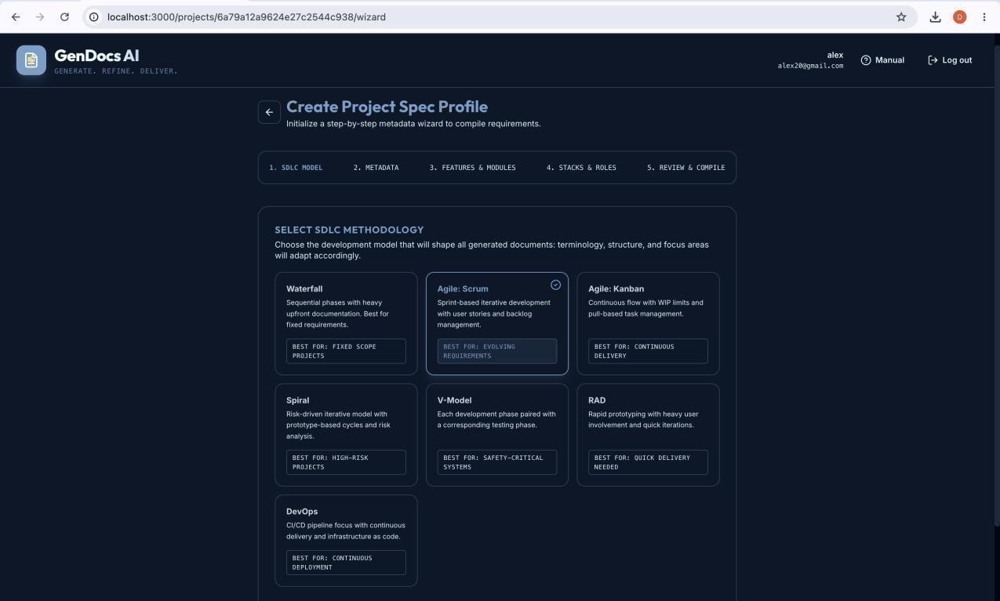 localhost:3000/projects/6a79a12a9624e27c2544c938/wizard
D
GenDocs AI
GENERATE. REFINE. DELIVER.
alex
alex20@gmail.com
Manual
Log out
Create Project Spec Profile
Initialize a step-by-step metadata wizard to compile requirements.
1. SDLC MODEL
2. METADATA
3. FEATURES & MODULES
4. STACKS & ROLES
5. REVIEW & COMPILE
SELECT SDLC METHODOLOGY
Choose the development model that will shape all generated documents: terminology, structure, and focus areas
will adapt accordingly.
Waterfall
Sequential phases with heavy
upfront documentation. Best for
fixed requirements.
BEST FOR: FIXED SCOPE
PROJECTS
Agile: Scrum
Sprint-based iterative development
with user stories and backlog
management.
BEST FOR: EVOLVING
REQUIREMENTS
Agile: Kanban
Continuous flow with WIP limits and
pull-based task management.
BEST FOR: CONTINUOUS
DELIVERY
Spiral
Risk-driven iterative model with
prototype-based cycles and risk
analysis.
BEST FOR: HIGH-RISK
PROJECTS
V-Model
Each development phase paired with
a corresponding testing phase.
BEST FOR: SAFETY-CRITICAL
SYSTEMS
RAD
Rapid prototyping with heavy user
involvement and quick iterations.
BEST FOR: QUICK DELIVERY
NEEDED
DevOps
CI/CD pipeline focus with continuous
delivery and infrastructure as code.
BEST FOR: CONTINUOUS
DEPLOYMENT